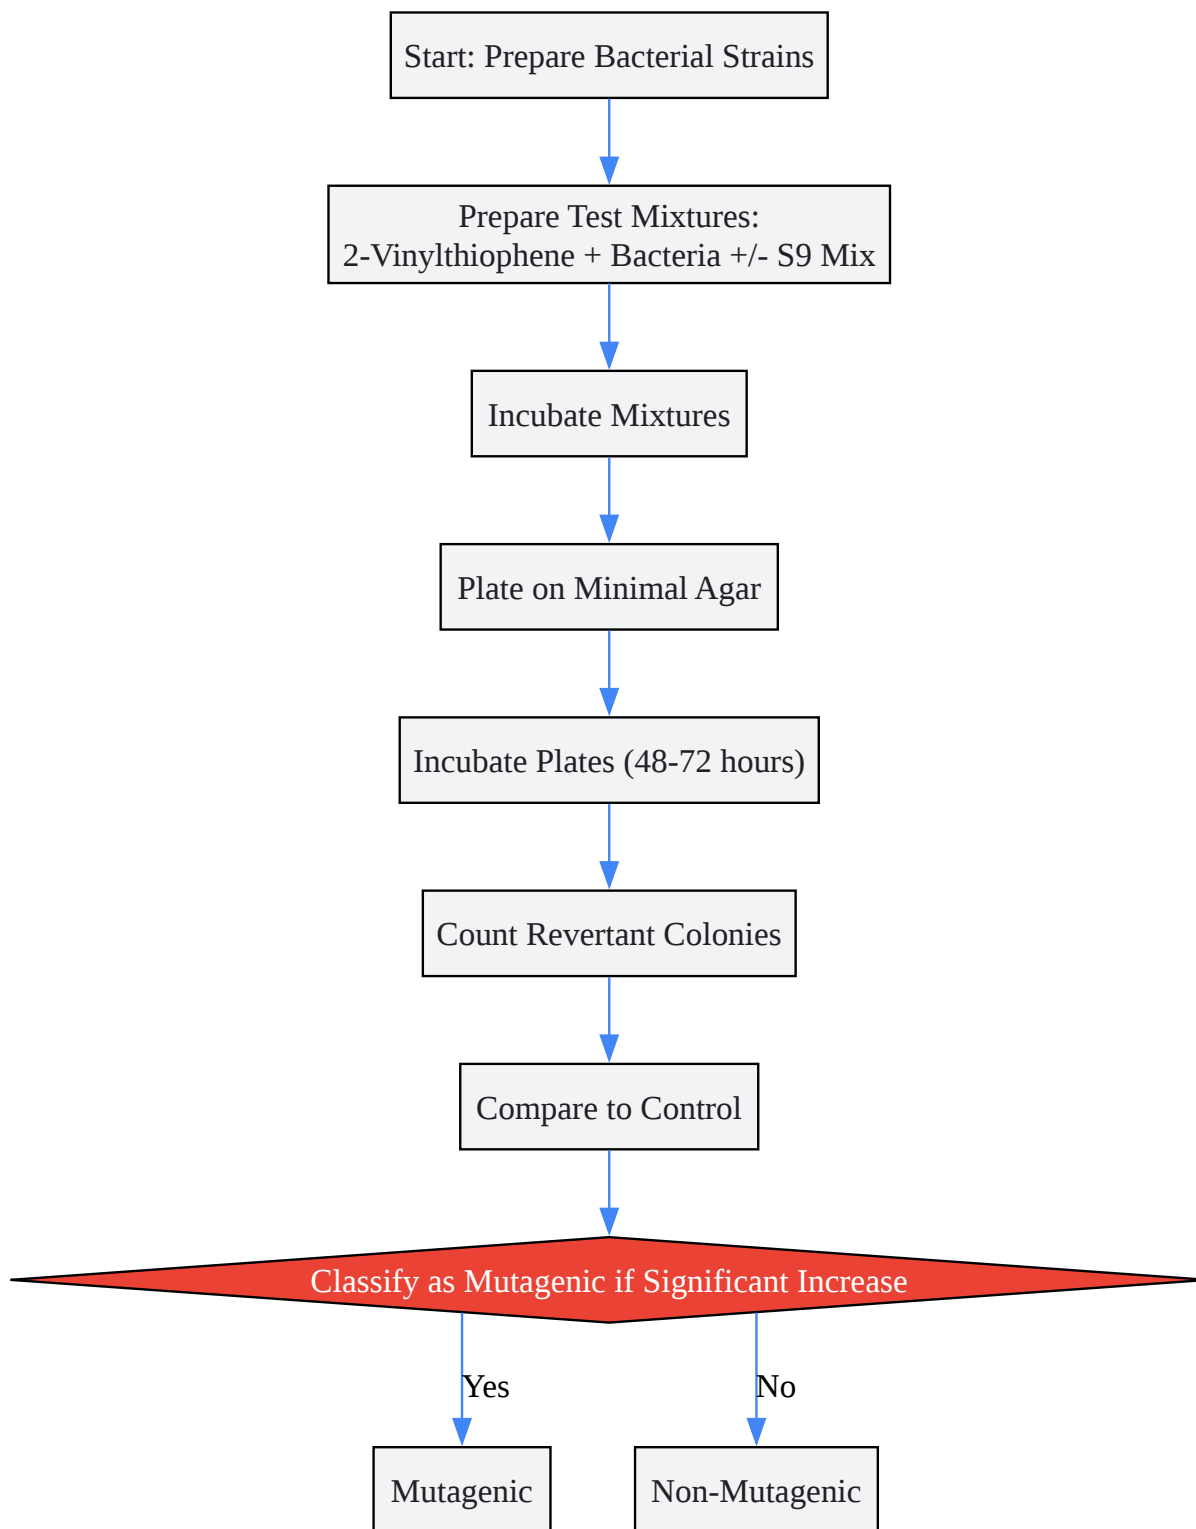 Start: Prepare Bacterial Strains
Prepare Test Mixtures:
2-Vinylthiophene + Bacteria +/- S9 Mix
Incubate Mixtures
Plate on Minimal Agar
Incubate Plates (48-72 hours)
Count Revertant Colonies
Compare to Control
Classify as Mutagenic if Significant Increase
Yes
No
Mutagenic
Non-Mutagenic